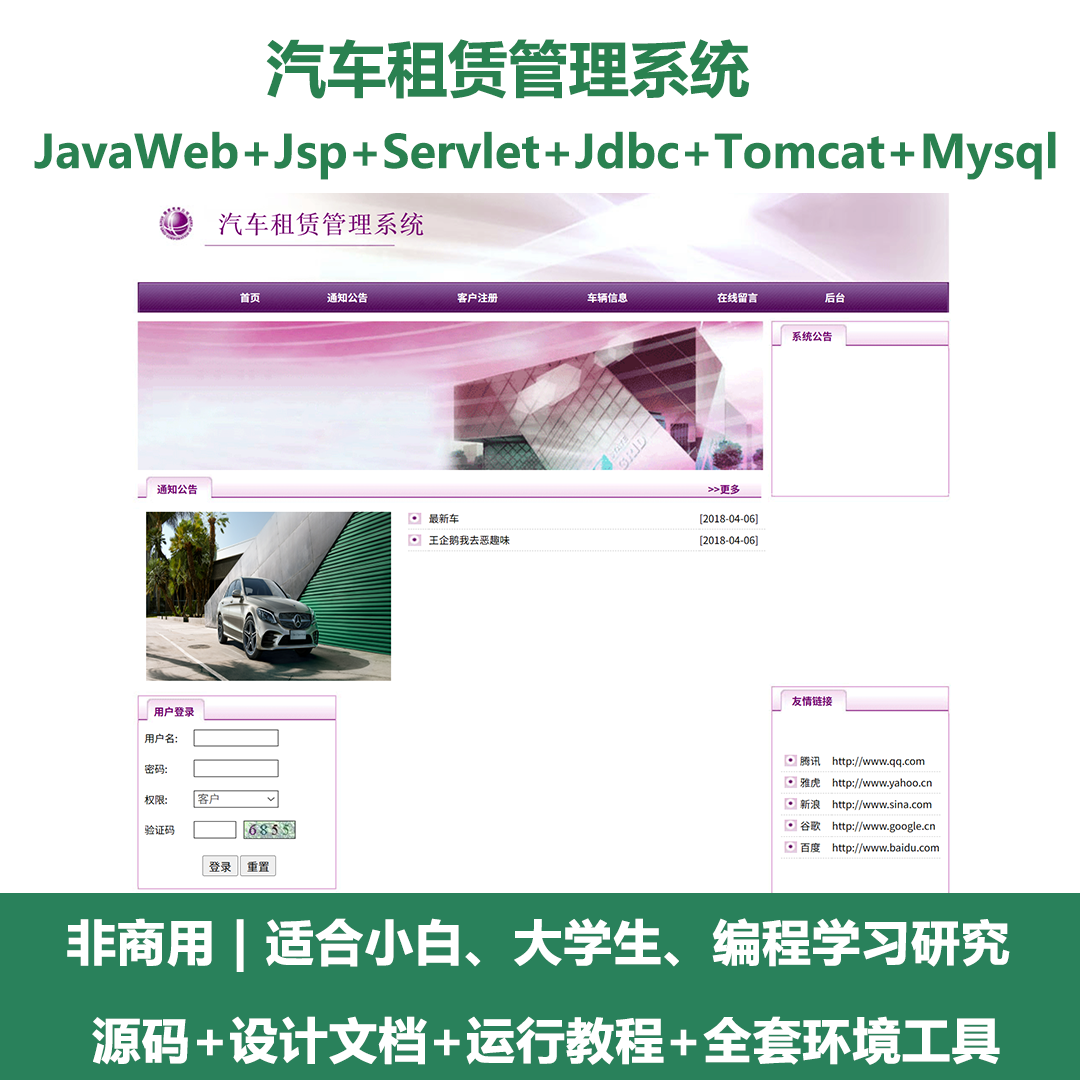 汽车租赁管理系统
JavaWeb+Jsp+Servlet+Jdbc+Tomcat+Mysql
汽车租赁管理系统
首页 通知公告 客户注册 车辆信息 在线留言 后台
系统公告
通知公告 >>更多
最新车 [2018-04-06]
王企鹅我去恶趣味 [2018-04-06]
用户登录
用户名:
密码:
权限: 客户
验证码 6855
登录 重置
友情链接
腾讯 http://www.qq.com
雅虎 http://www.yahoo.cn
新浪 http://www.sina.com
谷歌 http://www.google.cn
百度 http://www.baidu.com
非商用 | 适合小白、大学生、编程学习研究
源码+设计文档+运行教程+全套环境工具